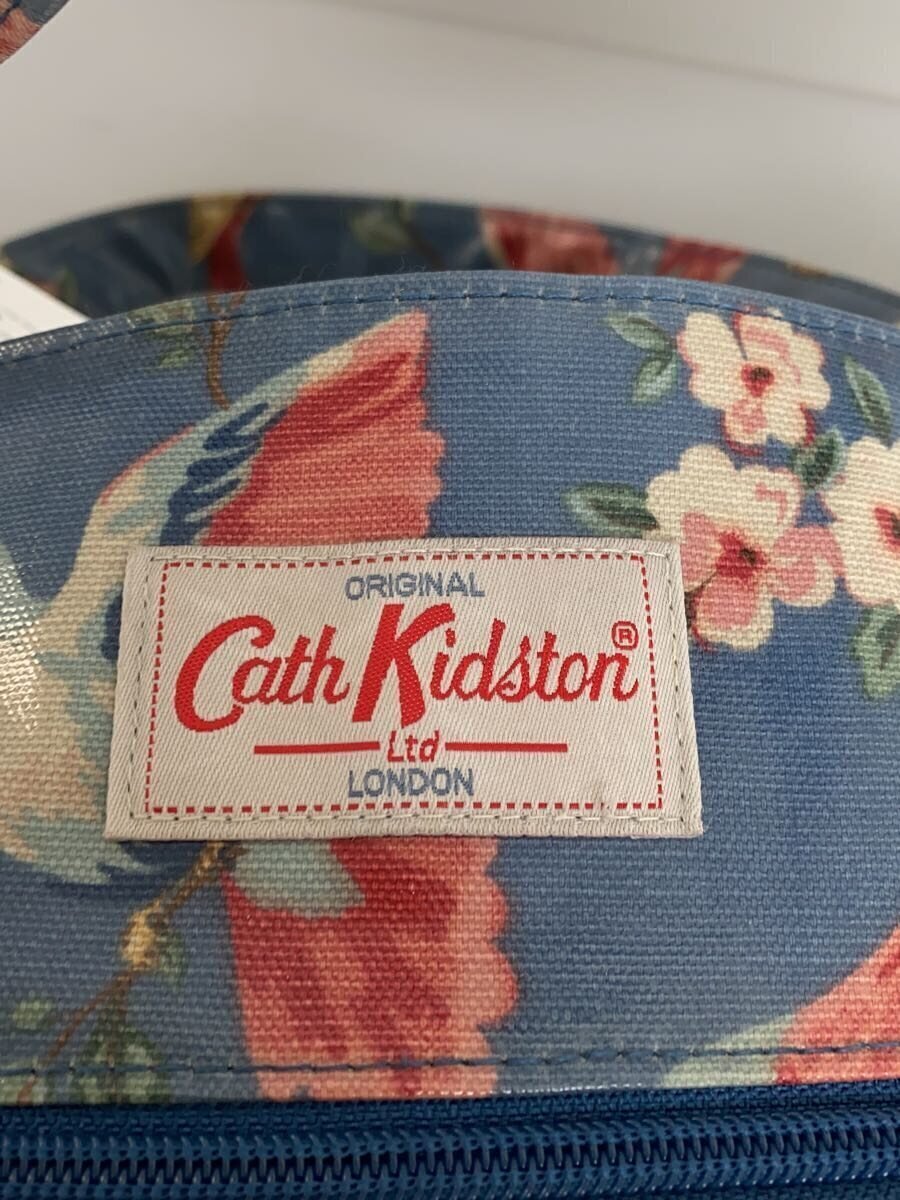 ORIGINAL
Cath Kidston®
Ltd
LONDON